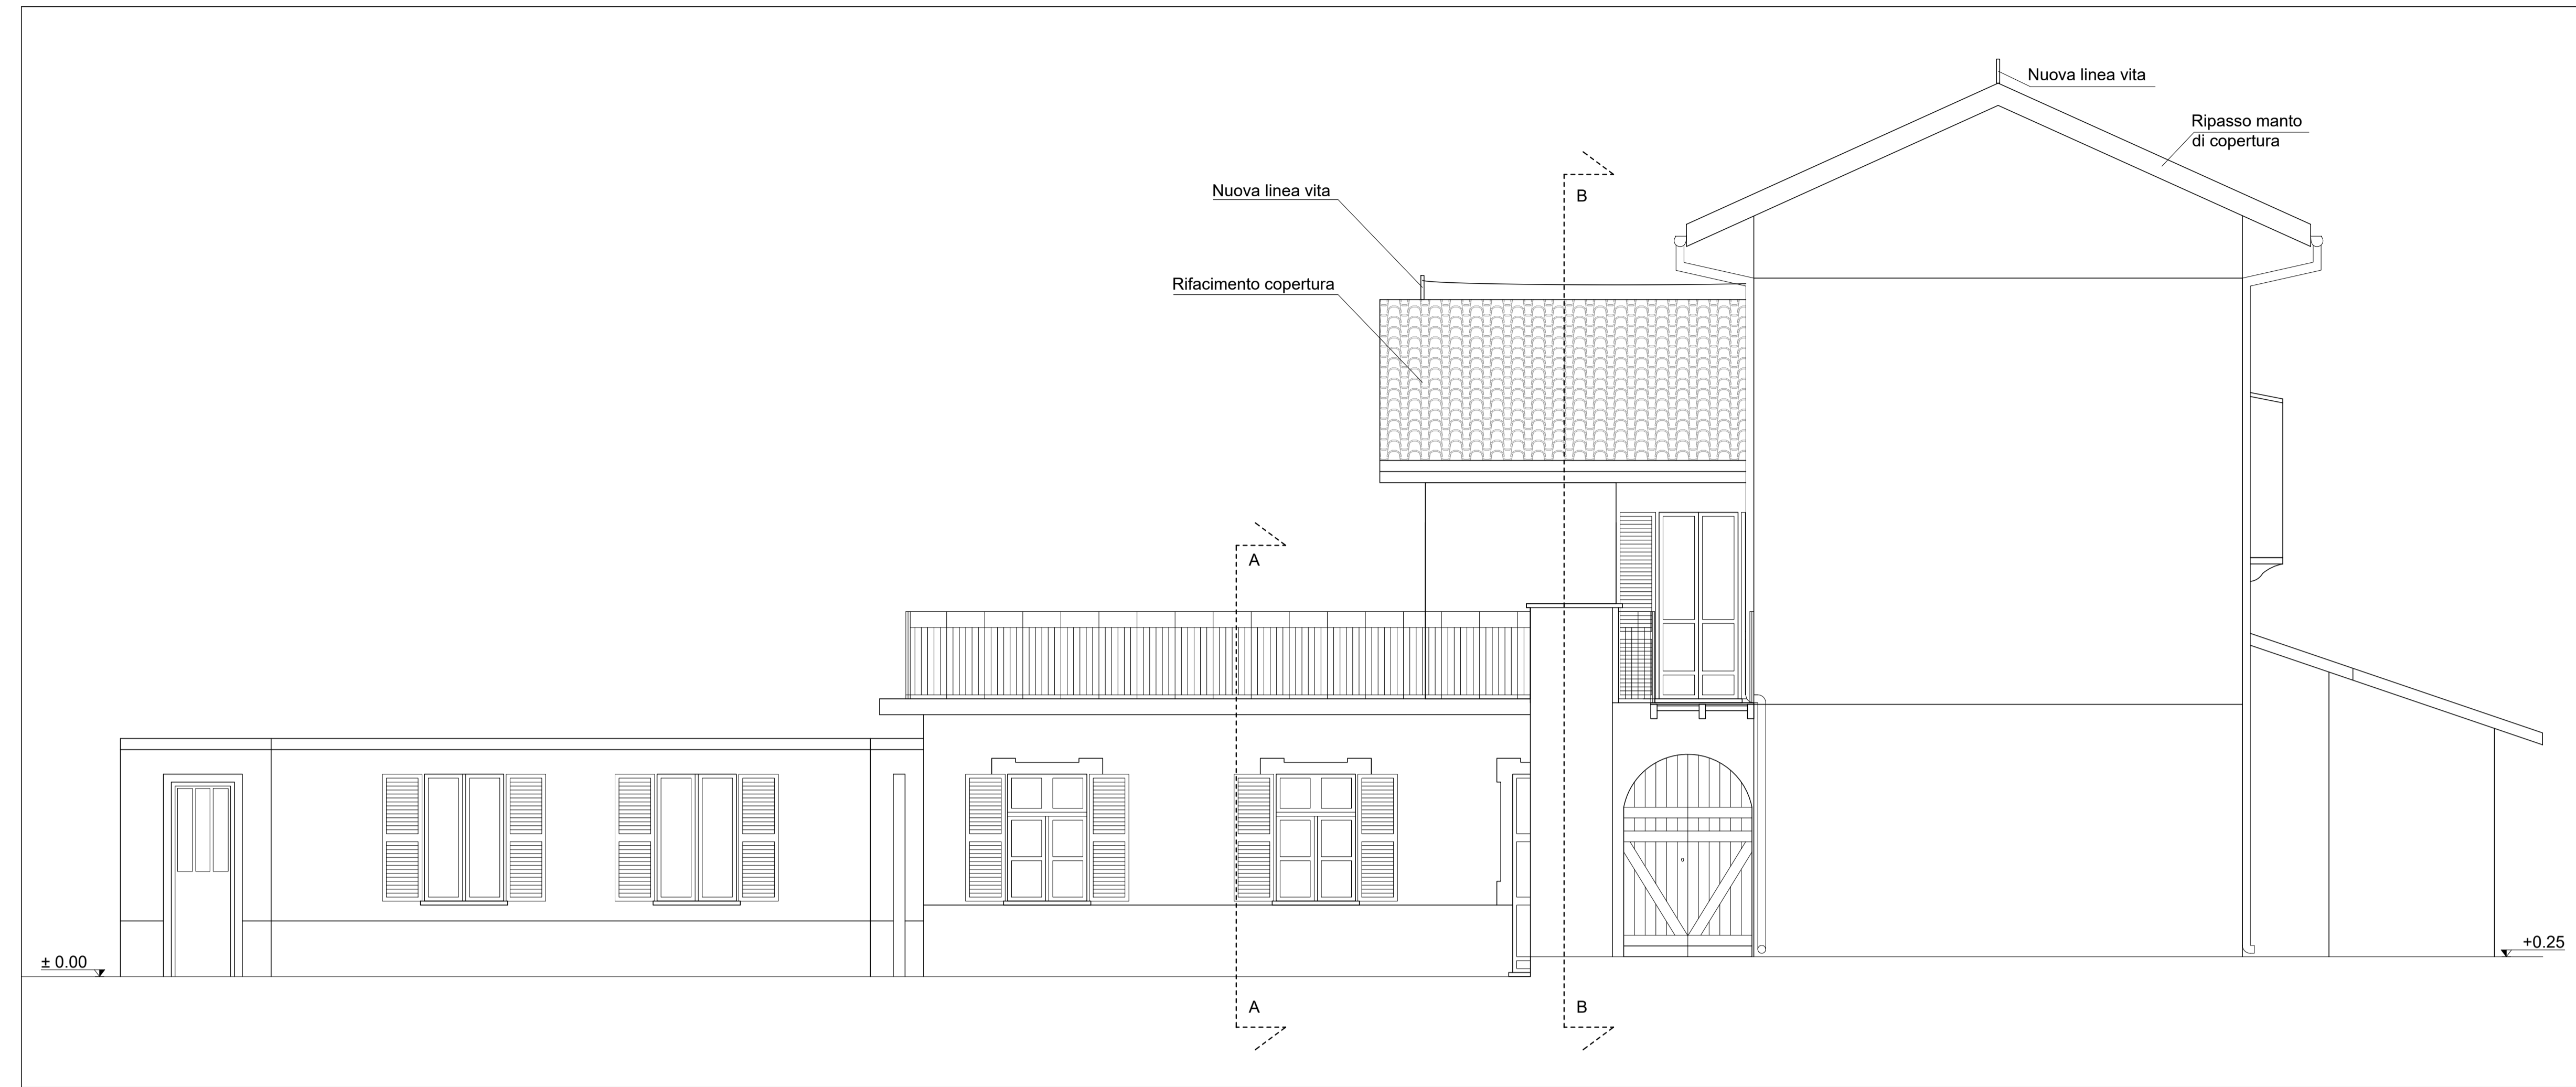 Nuova linea vita
Ripasso manto
di copertura
Nuova linea vita
B
Rifacimento copertura
A
± 0.00
+0.25
A
B